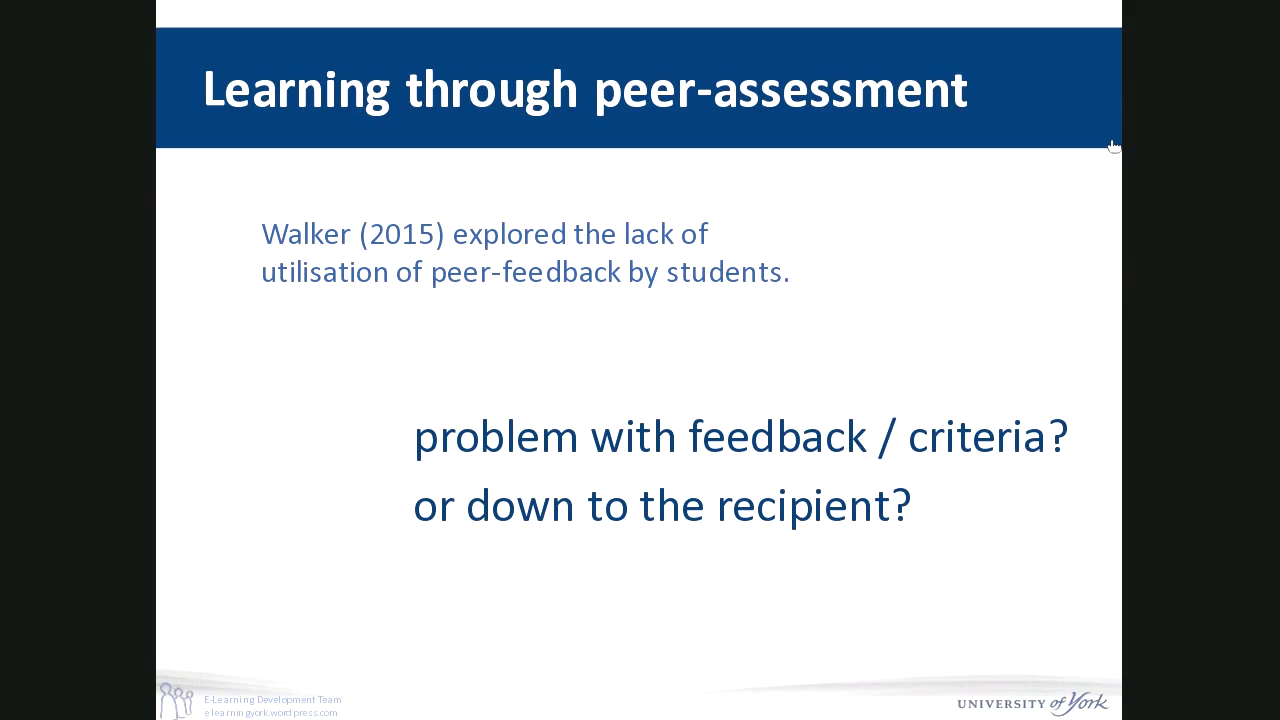 Learning through peer-assessment
Walker (2015) explored the lack of
utilisation of peer-feedback by students.
problem with feedback / criteria?
or down to the recipient?
E-Learning Development Team
elearningyork.wordpress.com
UNIVERSITY of York